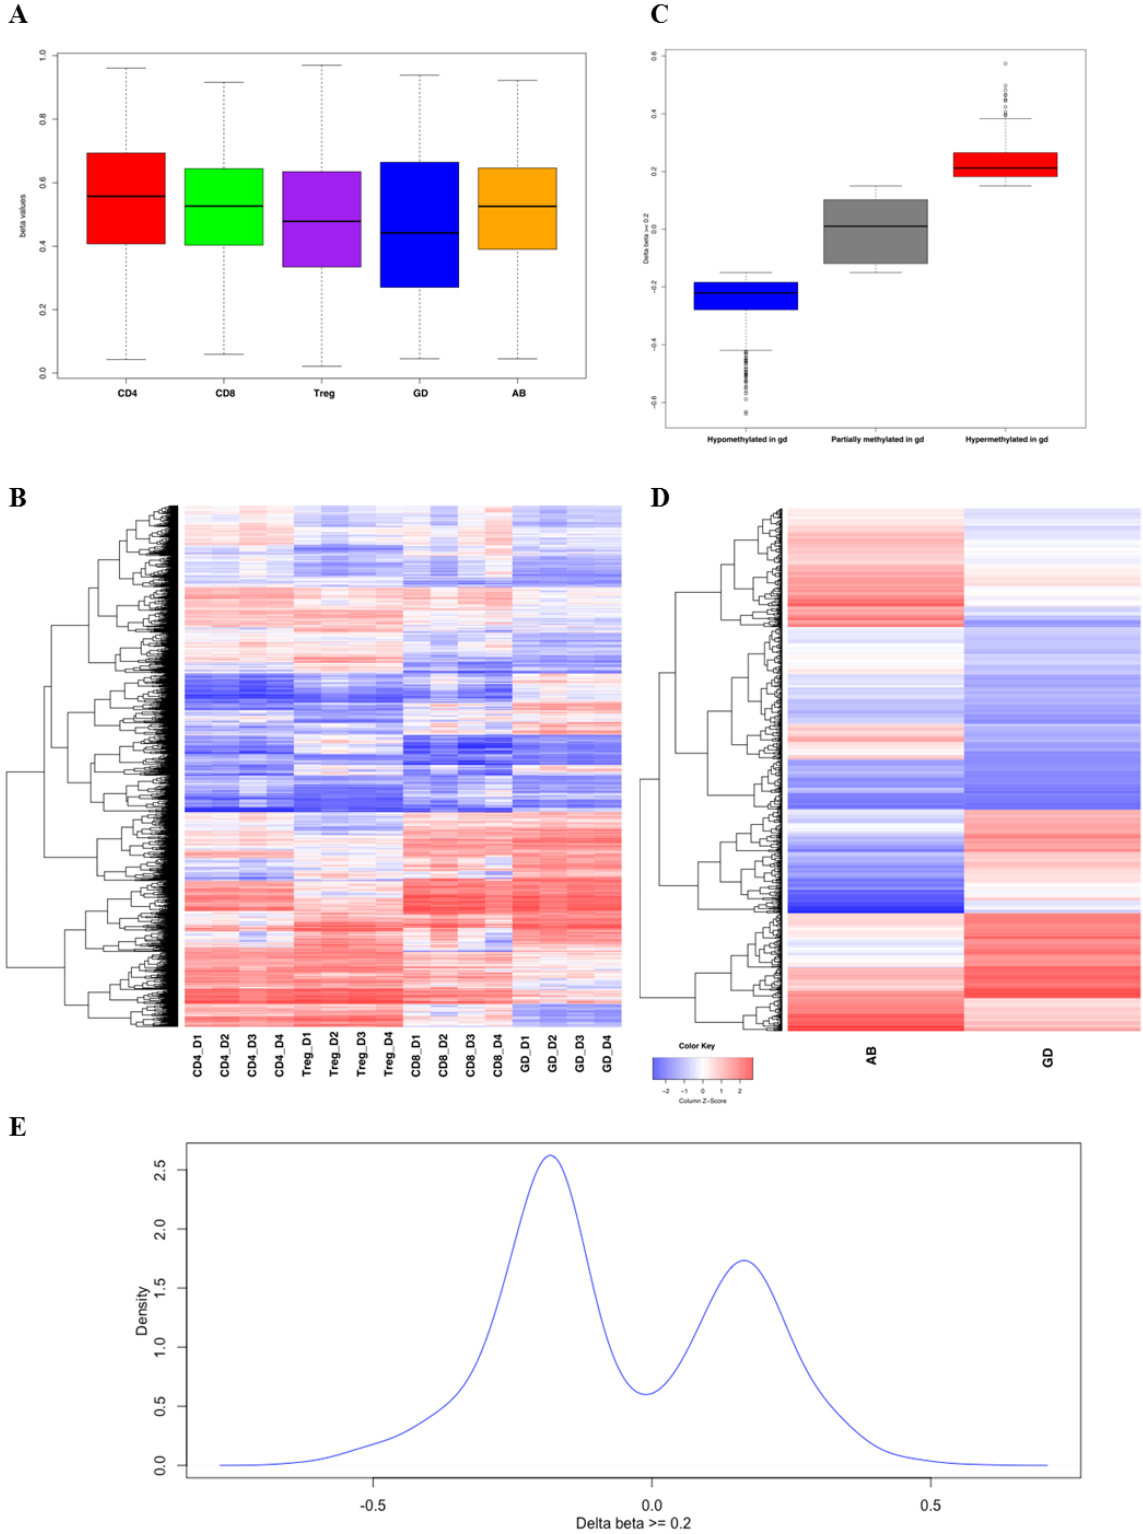 A
C
1.0
0.8
0.6
0.4
0.2
0.0
beta values
CD4
CD8
Treg
GD
AB
0.6
0.4
0.2
0.0
−0.2
−0.4
−0.6
Delta beta >= 0.2
Hypomethylated in gd
Partially methylated in gd
Hypermethylated in gd
B
D
CD4_D1
CD4_D2
CD4_D3
CD4_D4
Treg_D1
Treg_D2
Treg_D3
Treg_D4
CD8_D1
CD8_D2
CD8_D3
CD8_D4
GD_D1
GD_D2
GD_D3
GD_D4
Color Key
−2 −1 0 1 2
Column Z−Score
AB
GD
E
2.5
2.0
1.5
1.0
0.5
0.0
Density
-0.5 0.0 0.5
Delta beta >= 0.2